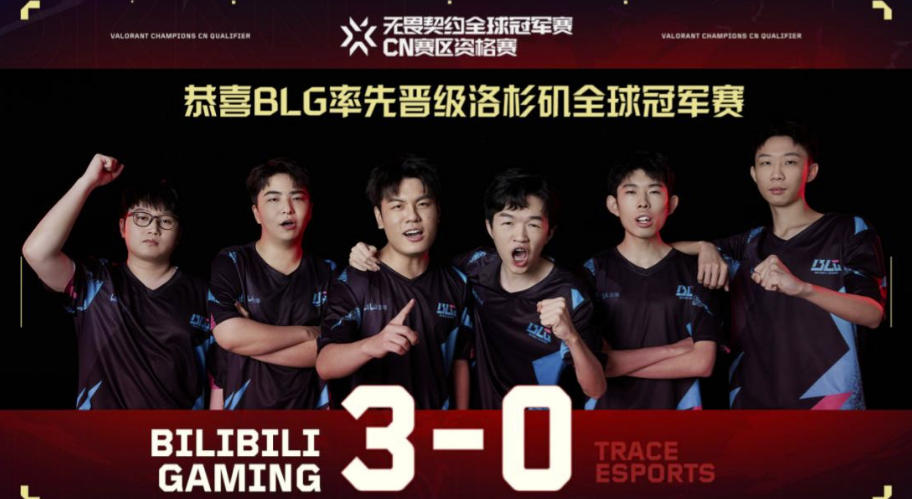 VALORANT CHAMPIONS CN QUALIFIER
无畏契约全球冠军赛
CN赛区资格赛
VALORANT CHAMPIONS CN QUALIFIER
恭喜BLG率先晋级洛杉矶全球冠军赛
BLG
BLG
BILIBILI
GAMING
3-0
TRACE
ESPORTS